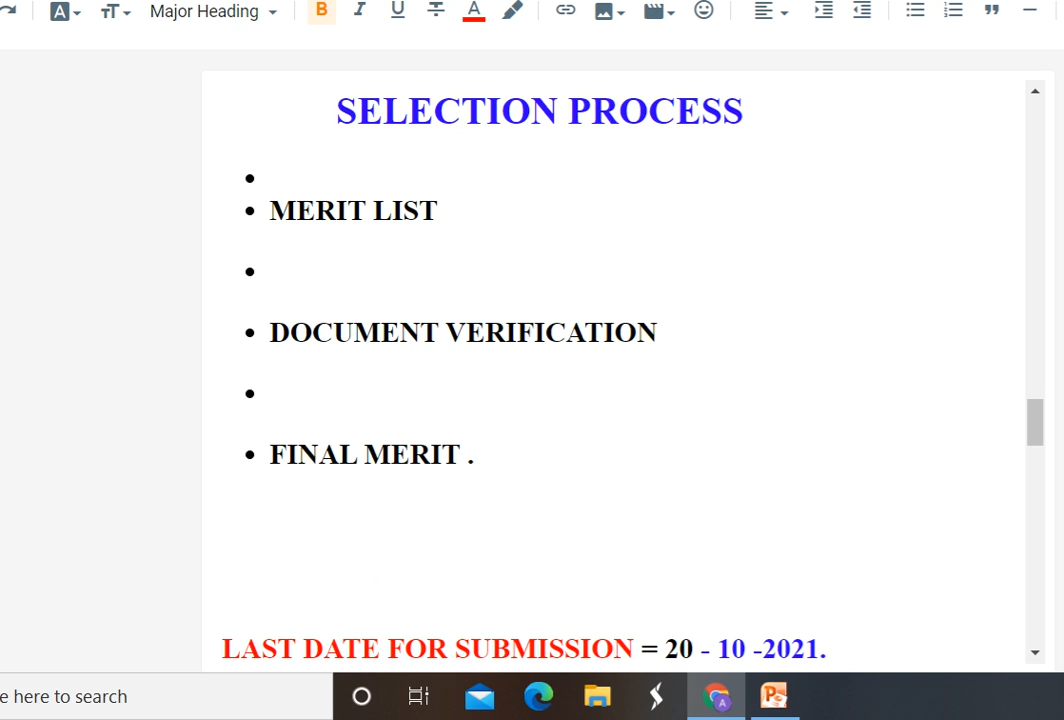 Major Heading
B I U T A
SELECTION PROCESS
•
• MERIT LIST
•
• DOCUMENT VERIFICATION
•
• FINAL MERIT .
LAST DATE FOR SUBMISSION = 20 - 10 -2021.
e here to search